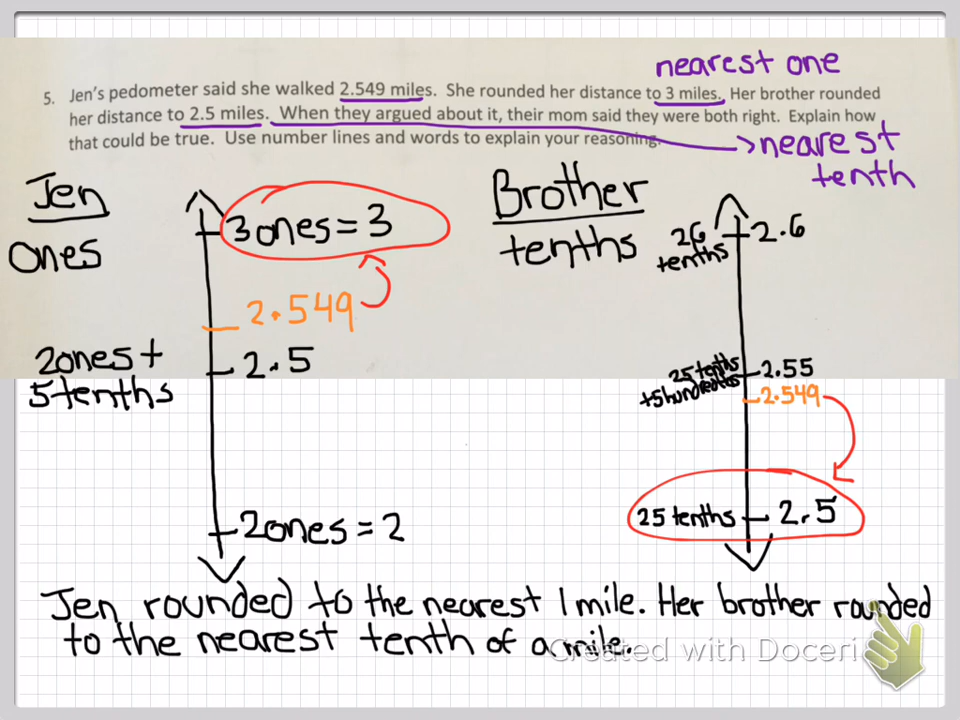 nearest one
5. Jen's pedometer said she walked 2.549 miles. She rounded her distance to 3 miles. Her brother rounded
her distance to 2.5 miles. When they argued about it, their mom said they were both right. Explain how
that could be true. Use number lines and words to explain your reasoning.
nearest
tenth
Jen
ones
3 ones = 3
2.549
2 ones +
5 tenths
2.5
2 ones = 2
Brother
tenths
26
tenths
2.6
25 tenths
+5 hundredths
2.55
2.549
25 tenths
2.5
Jen rounded to the nearest 1 mile. Her brother rounded
to the nearest tenth of a mile.
Created with Doceri